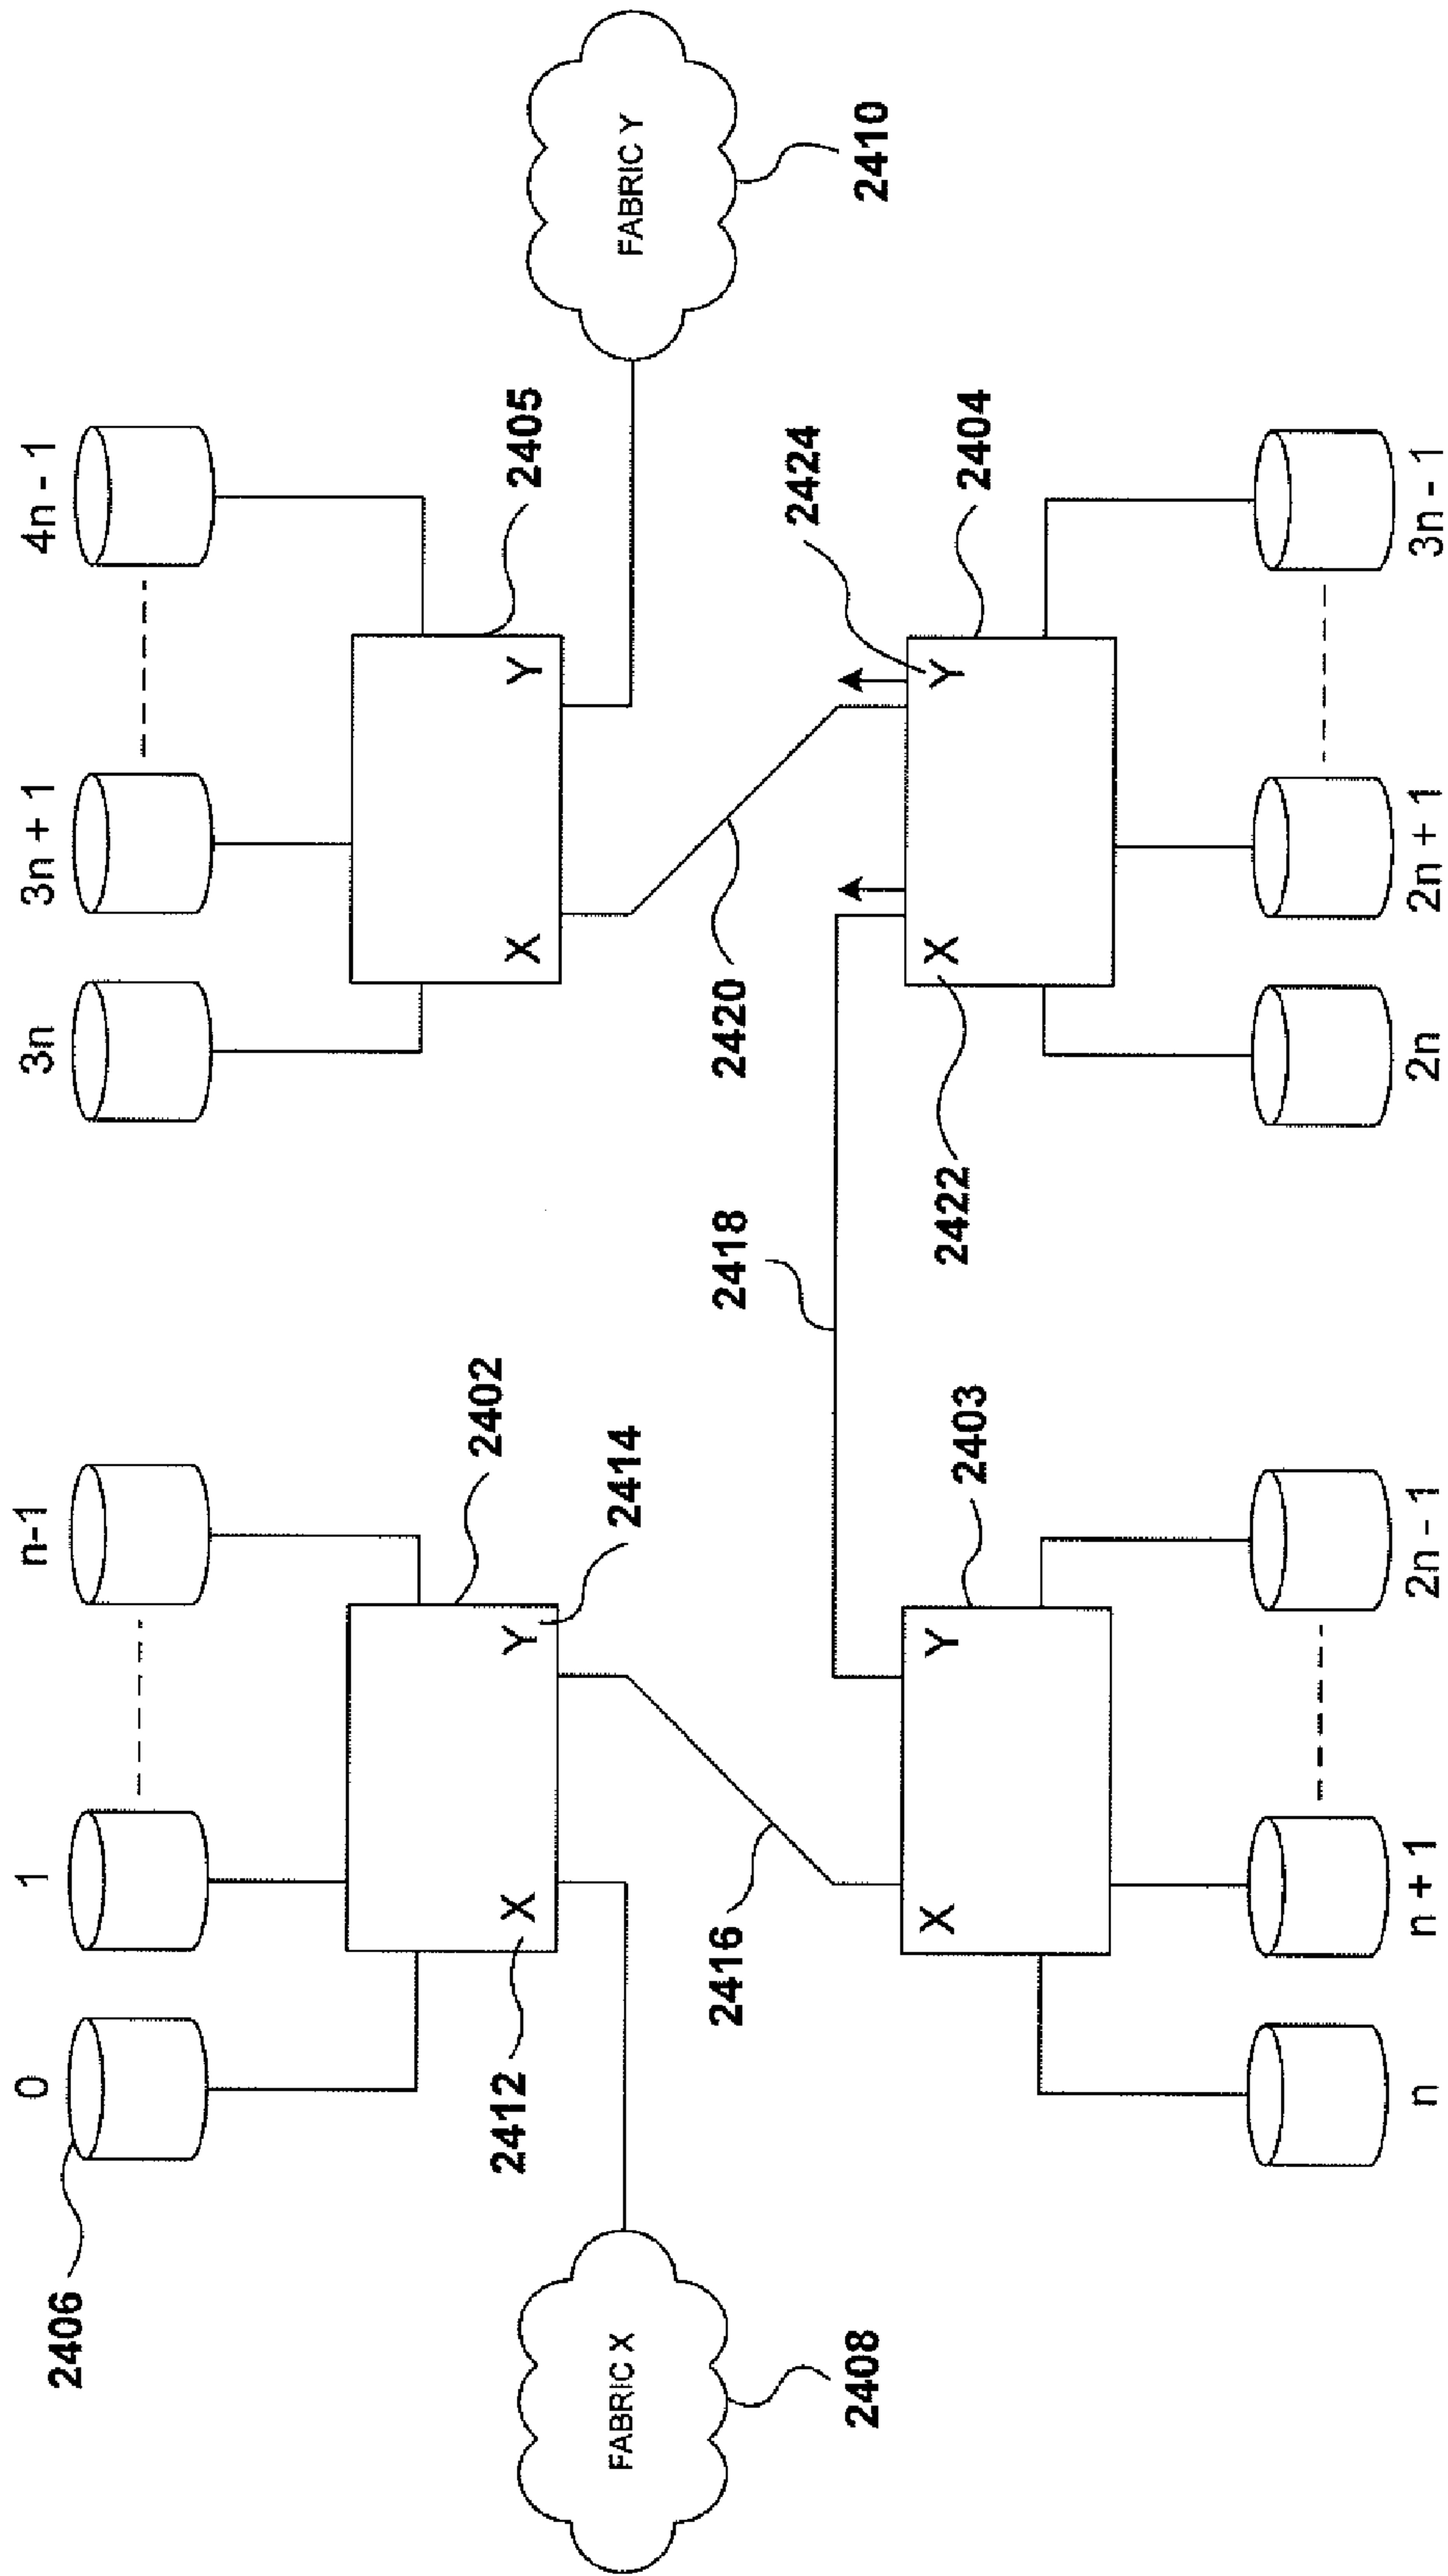 0
1
n-1
3n
3n + 1
4n - 1
2406
2402
2405
X
Y
X
Y
2412
2414
FABRIC X
FABRIC Y
2408
2410
2416
2418
2420
2424
X
Y
X
Y
2403
2422
2404
n
n + 1
2n - 1
2n
2n + 1
3n - 1